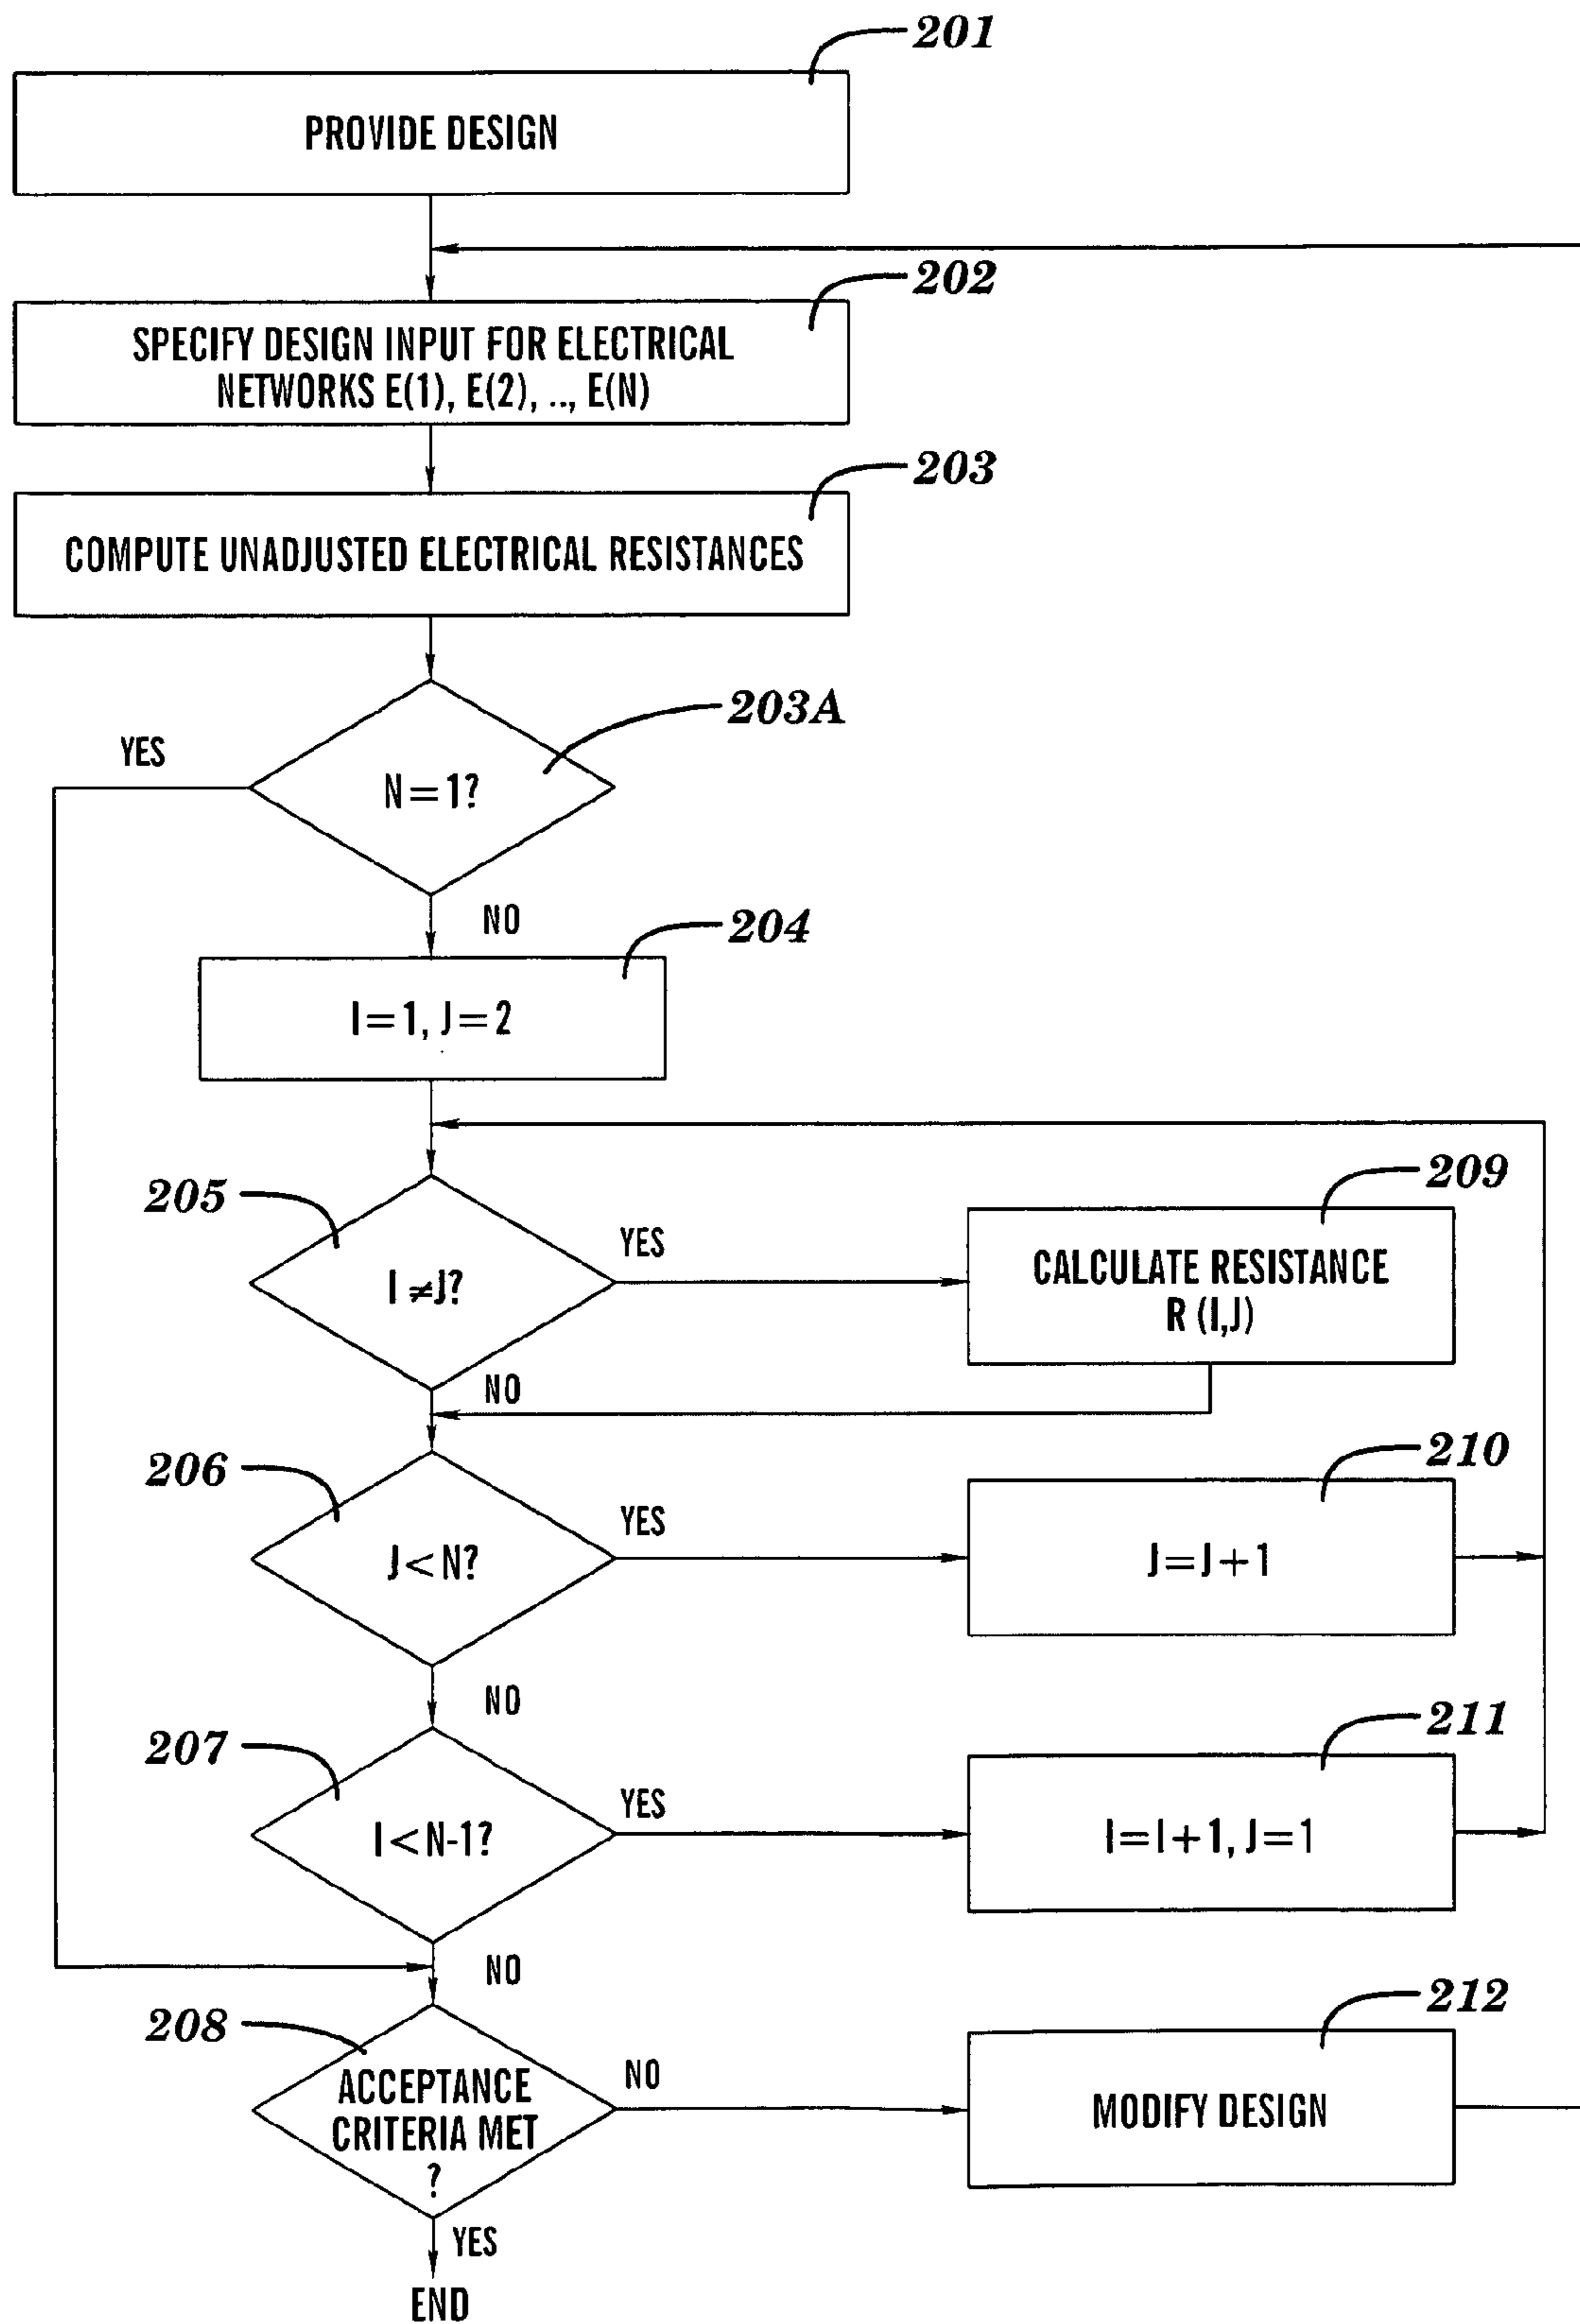 201
PROVIDE DESIGN
202
SPECIFY DESIGN INPUT FOR ELECTRICAL
NETWORKS E(1), E(2), .., E(N)
203
COMPUTE UNADJUSTED ELECTRICAL RESISTANCES
203A
YES
N=1?
NO
204
I=1, J=2
205
I≠J?
YES
209
CALCULATE RESISTANCE
R (I,J)
NO
206
J<N?
YES
210
J=J+1
NO
207
I<N-1?
YES
211
I=I+1, J=1
NO
208
ACCEPTANCE
CRITERIA MET
?
NO
212
MODIFY DESIGN
YES
END